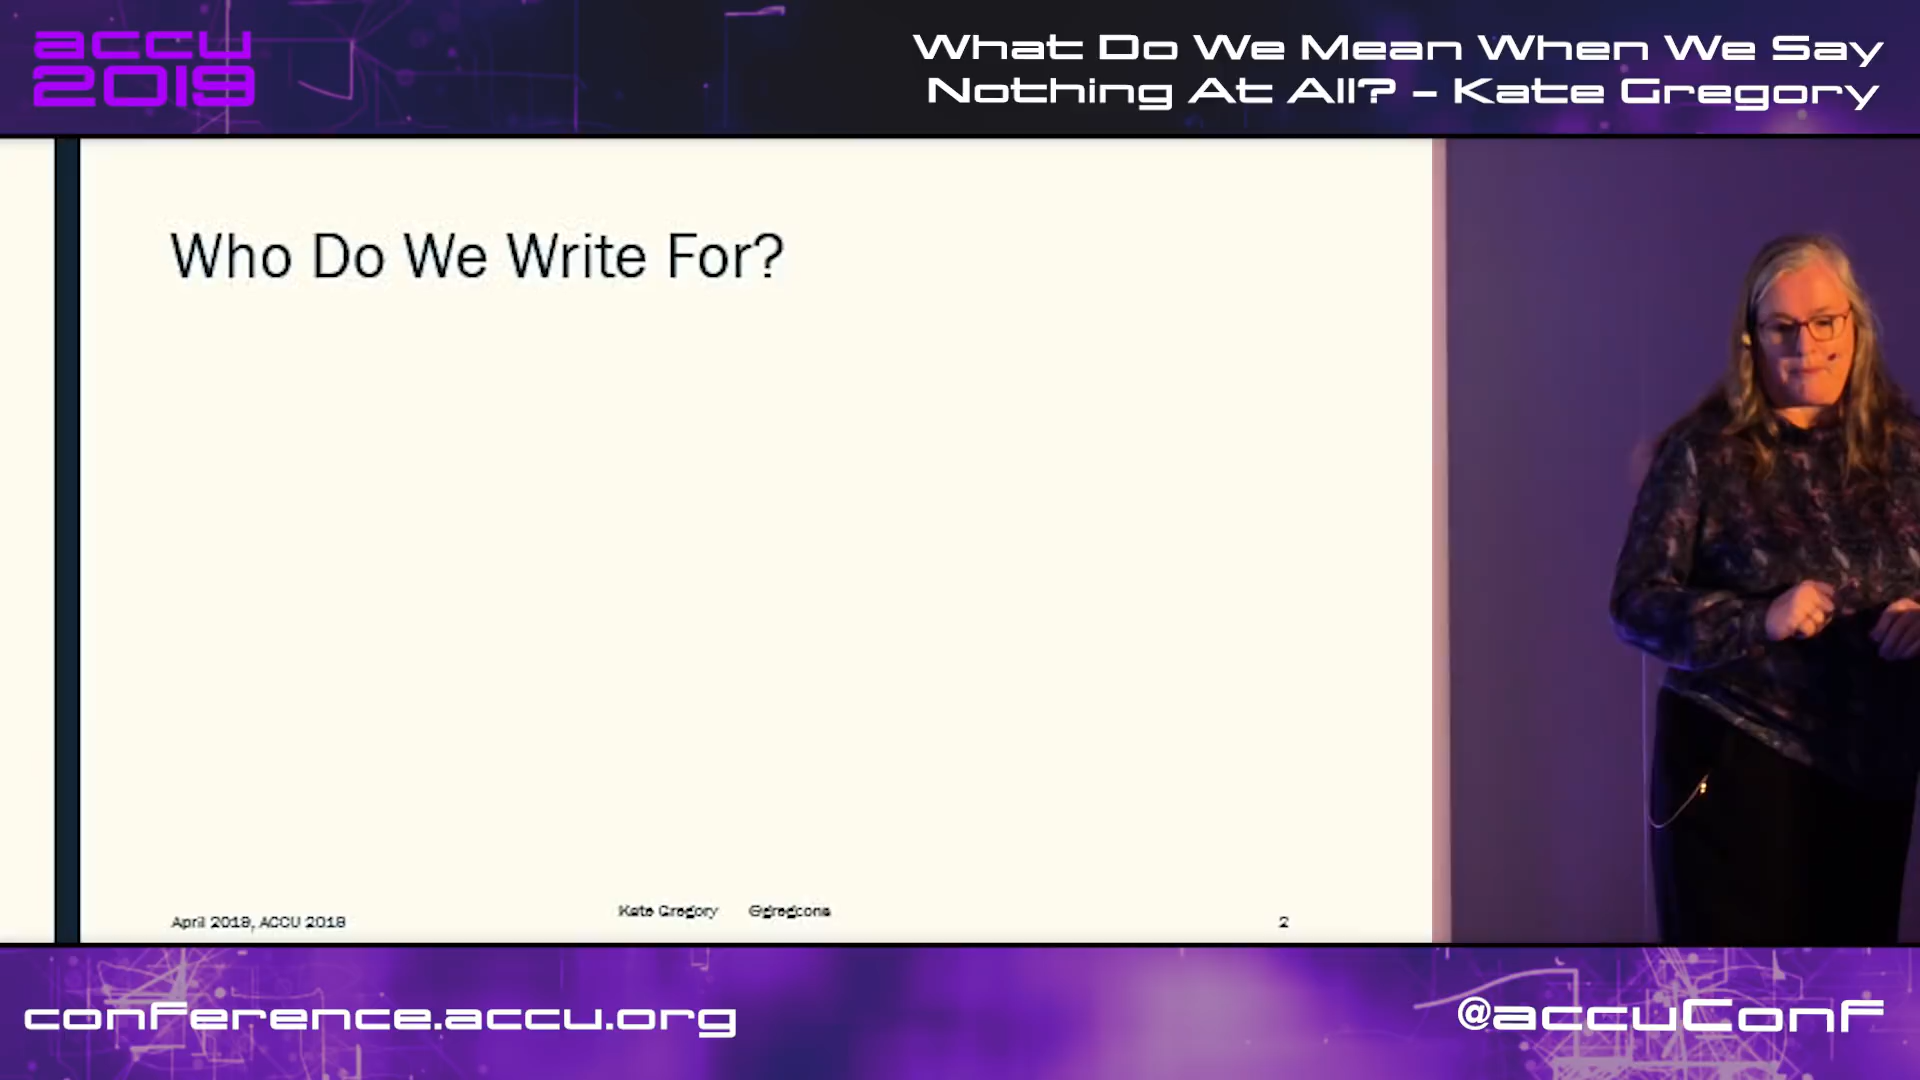 accu
2019
What Do We Mean When We Say
Nothing At All? – Kate Gregory
Who Do We Write For?
April 2019, ACCU 2019
Kate Gregory @gregcons
2
conference.accu.org
@accuConf